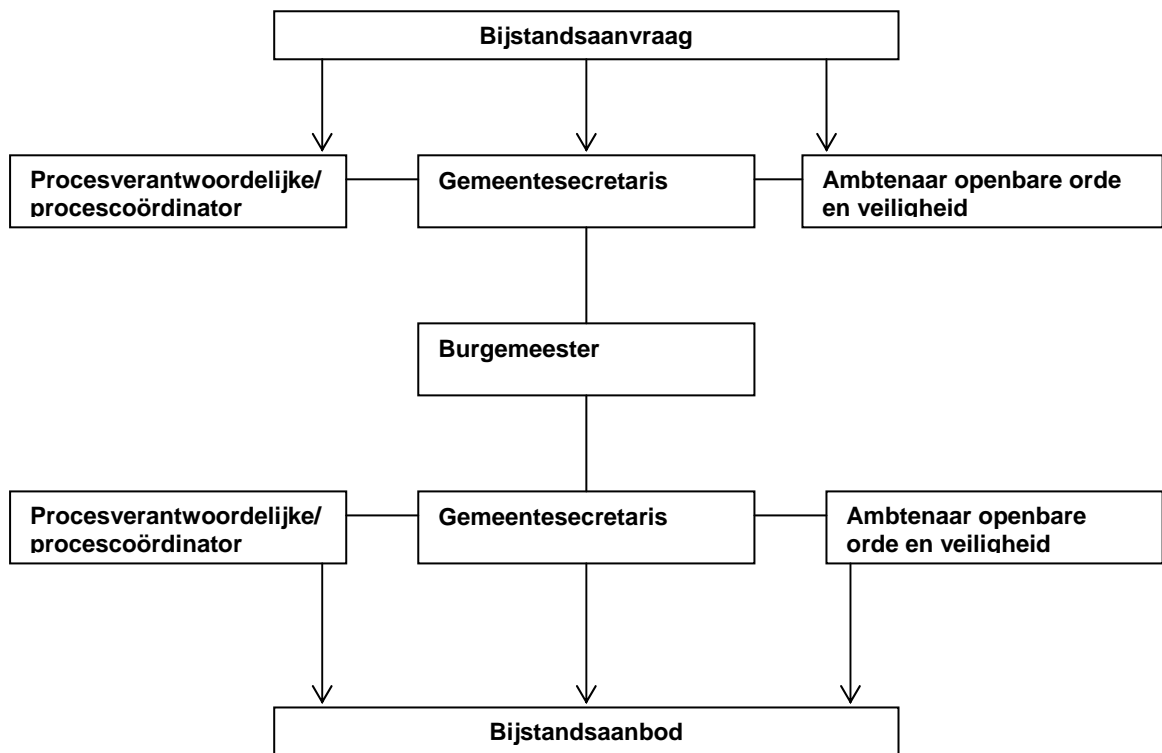 Bijstandsaanvraag
Procesverantwoordelijke/
procescoördinator
Gemeentesecretaris
Ambtenaar openbare orde
en veiligheid
Burgemeester
Procesverantwoordelijke/
procescoördinator
Gemeentesecretaris
Ambtenaar openbare
orde en veiligheid
Bijstandsaanbod